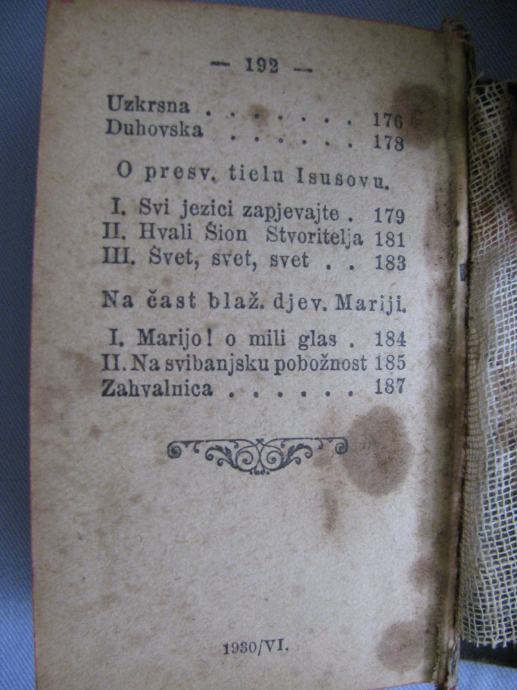 — 192 —
Uzkrsna . . . . . . . 176
Duhovska . . . . . . 178
O presv. tielu Isusovu.
I. Svi jezici zapjevajte . 179
II. Hvali Šion Stvoritelja 181
III. Svet, svet, svet . . 183
Na čast blaž. djev. Mariji.
I. Marijo! o mili glas . 184
II. Na svibanjsku pobožnost 185
Zahvalnica . . . . . . 187
1930/VI.